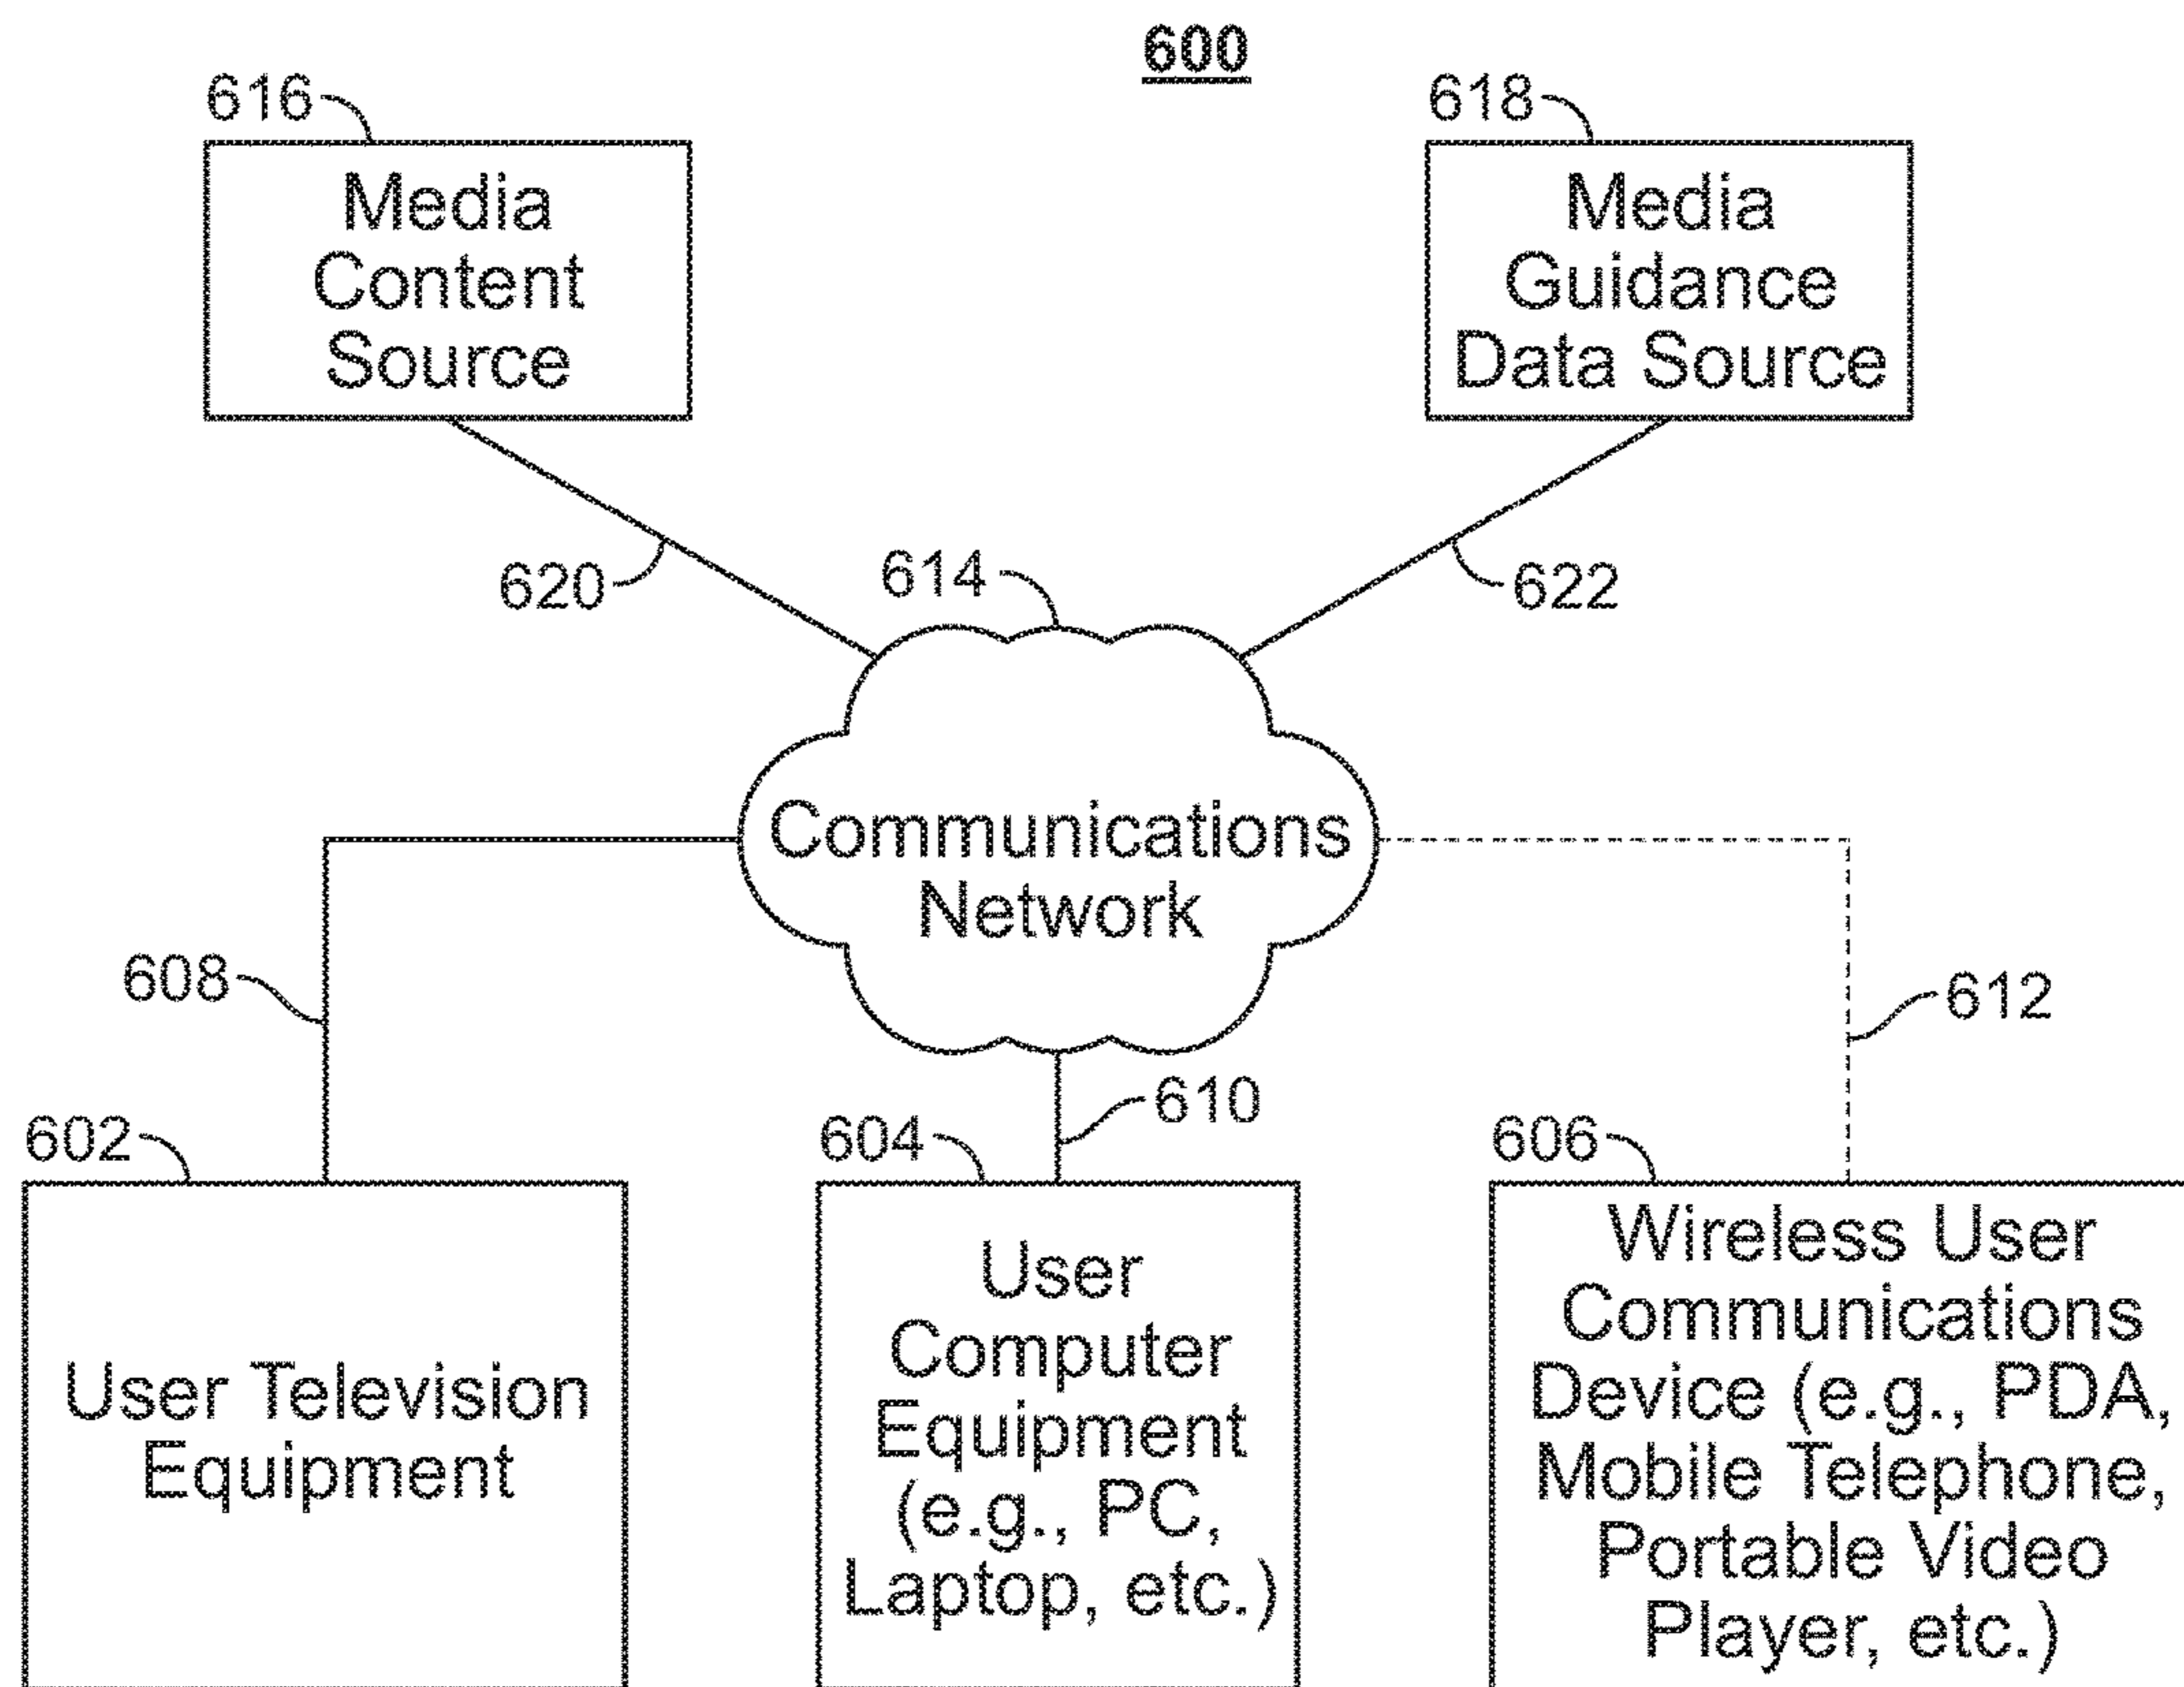 600
616
618
Media
Content
Source
Media
Guidance
Data Source
620
614
622
Communications
Network
608
612
610
602
604
606
User Television
Equipment
User
Computer
Equipment
(e.g., PC,
Laptop, etc.)
Wireless User
Communications
Device (e.g., PDA,
Mobile Telephone,
Portable Video
Player, etc.)